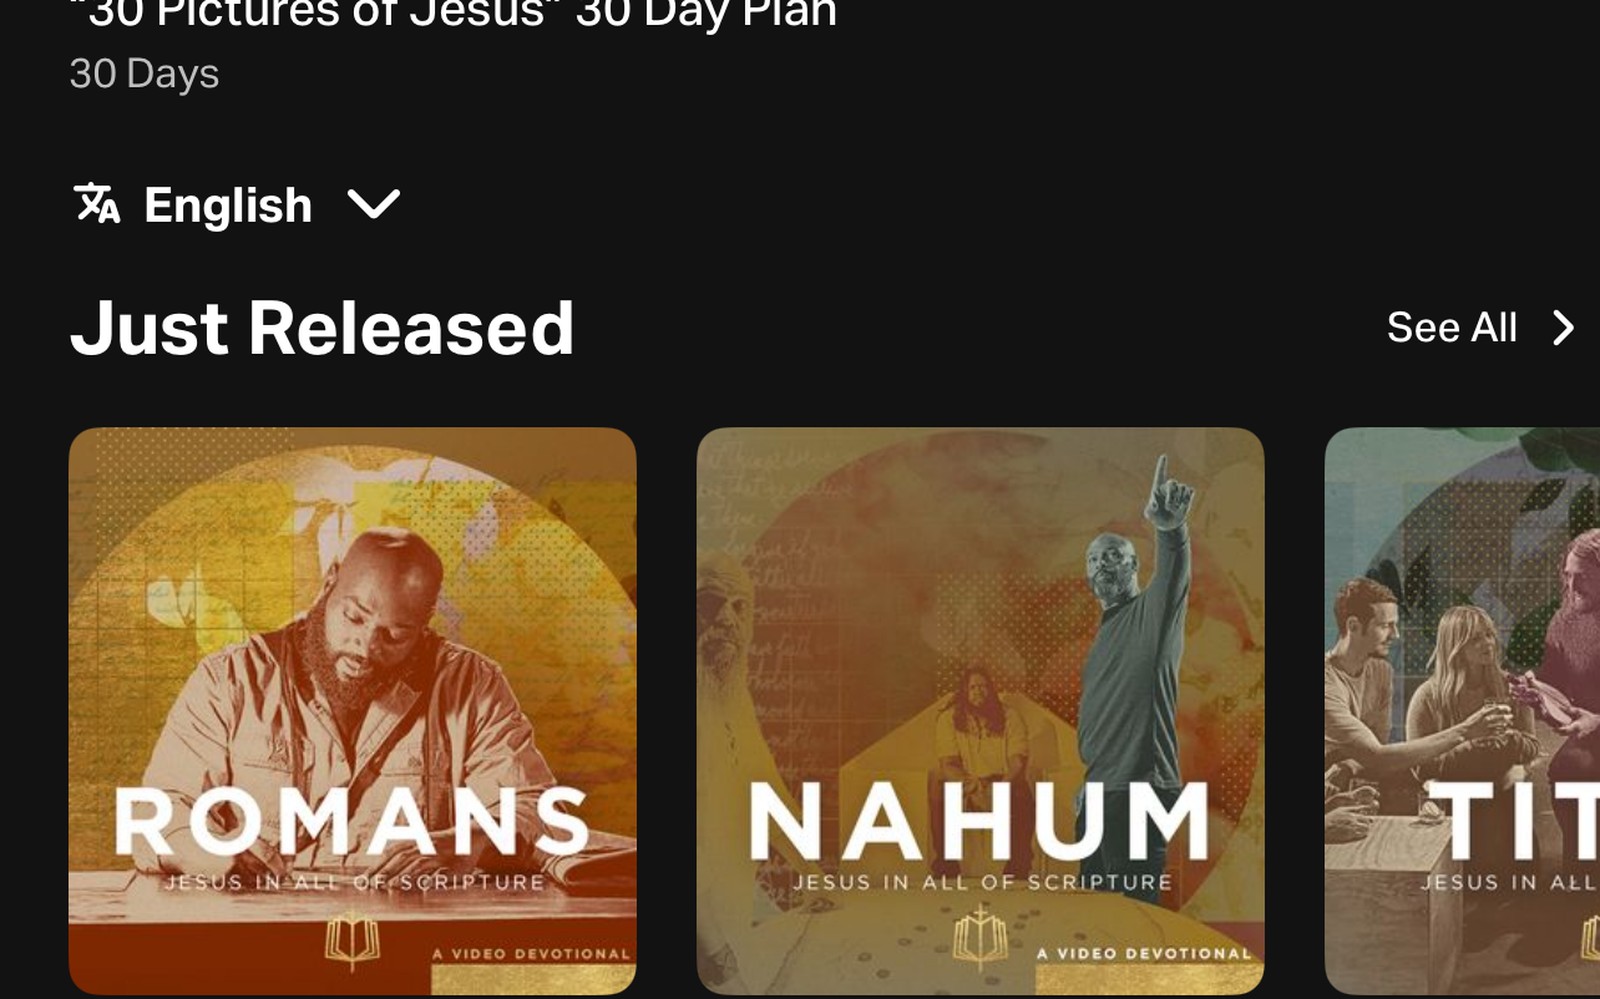 "30 Pictures of Jesus" 30 Day Plan
30 Days
English
Just Released
See All
ROMANS
JESUS IN ALL OF SCRIPTURE
A VIDEO DEVOTIONAL
NAHUM
JESUS IN ALL OF SCRIPTURE
A VIDEO DEVOTIONAL
TIT
JESUS IN ALL